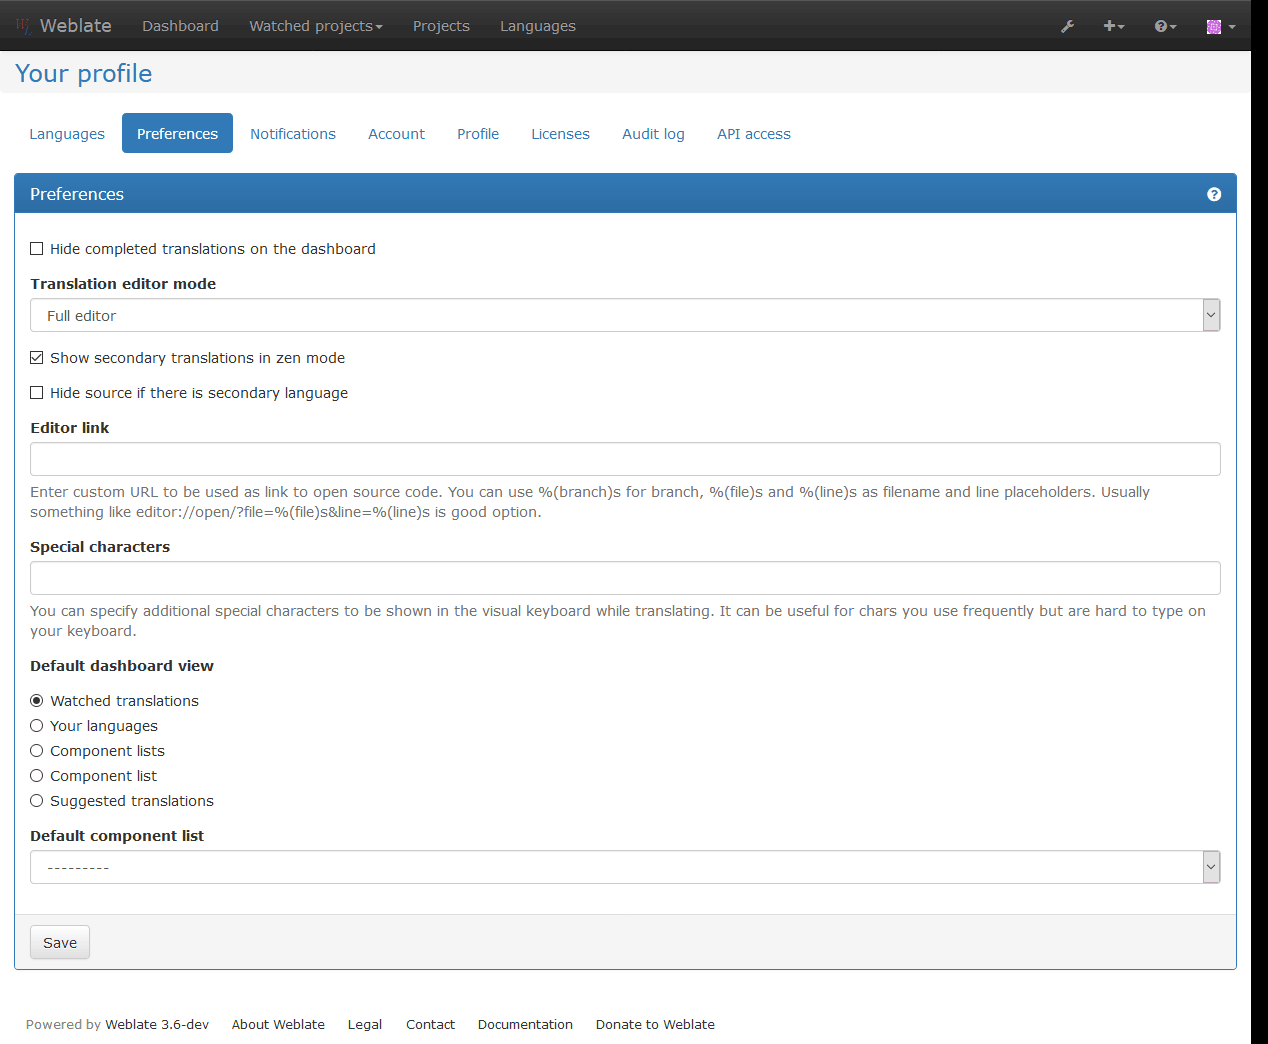 Weblate Dashboard Watched projects Projects Languages
Your profile
Languages Preferences Notifications Account Profile Licenses Audit log API access
Preferences
Hide completed translations on the dashboard
Translation editor mode
Full editor
Show secondary translations in zen mode
Hide source if there is secondary language
Editor link
Enter custom URL to be used as link to open source code. You can use %(branch)s for branch, %(file)s and %(line)s as filename and line placeholders. Usually
something like editor://open/?file=%(file)s&line=%(line)s is good option.
Special characters
You can specify additional special characters to be shown in the visual keyboard while translating. It can be useful for chars you use frequently but are hard to type on
your keyboard.
Default dashboard view
Watched translations
Your languages
Component lists
Component list
Suggested translations
Default component list
---------
Save
Powered by Weblate 3.6-dev About Weblate Legal Contact Documentation Donate to Weblate